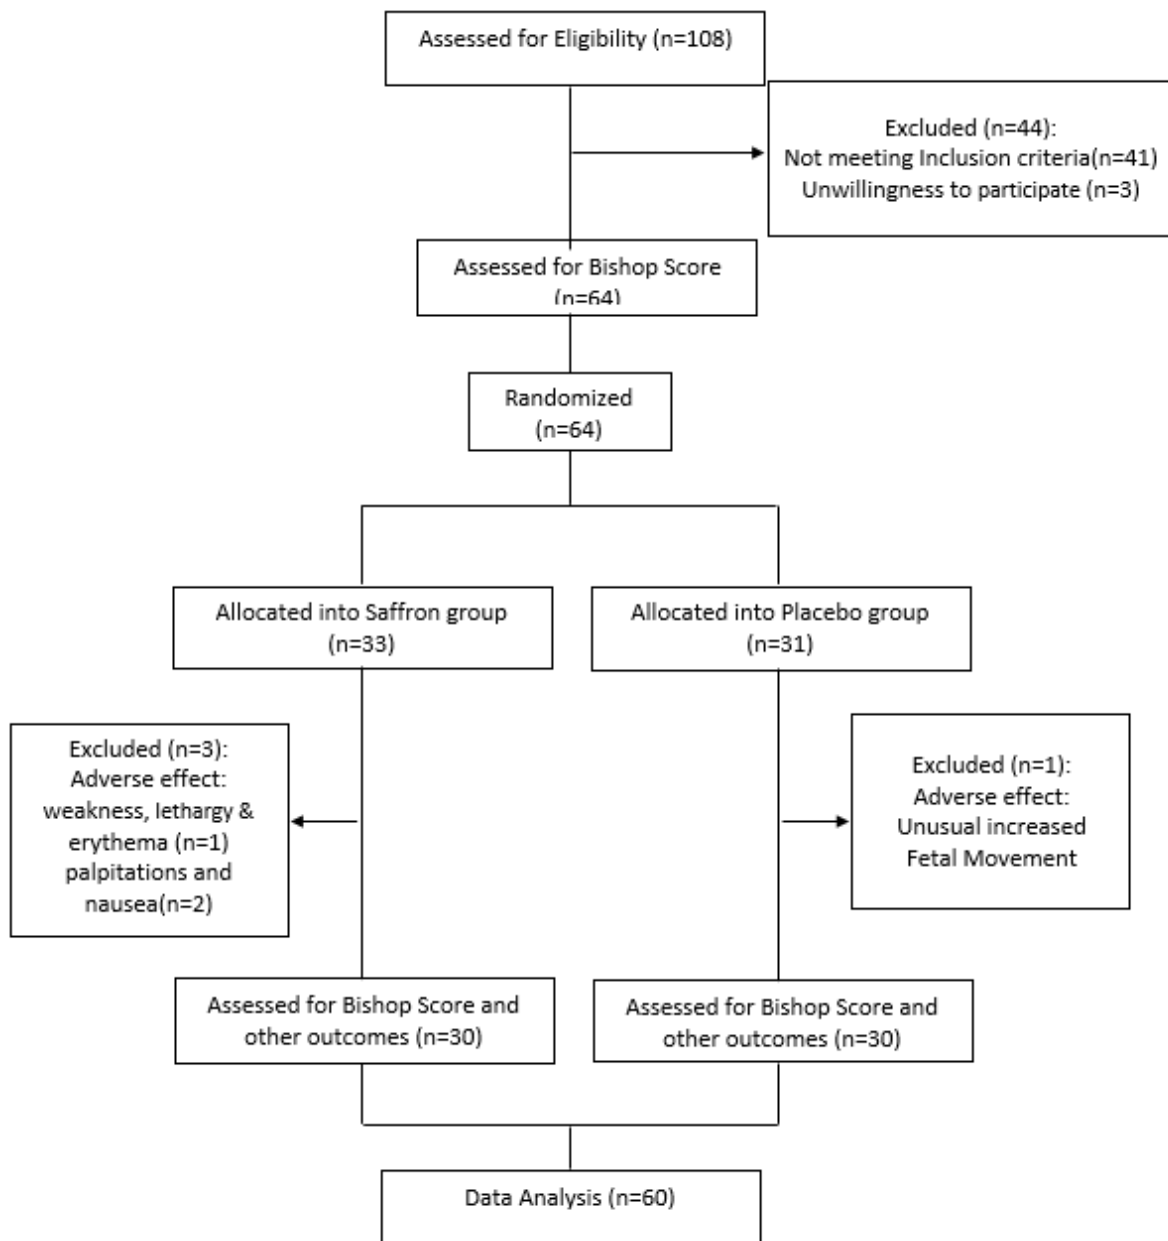 Assessed for Eligibility (n=108)
Excluded (n=44):
Not meeting Inclusion criteria(n=41)
Unwillingness to participate (n=3)
Assessed for Bishop Score
(n=64)
Randomized
(n=64)
Allocated into Saffron group
(n=33)
Allocated into Placebo group
(n=31)
Excluded (n=3):
Adverse effect:
weakness, lethargy &
erythema (n=1)
palpitations and
nausea(n=2)
Excluded (n=1):
Adverse effect:
Unusual increased
Fetal Movement
Assessed for Bishop Score and
other outcomes (n=30)
Assessed for Bishop Score and
other outcomes (n=30)
Data Analysis (n=60)